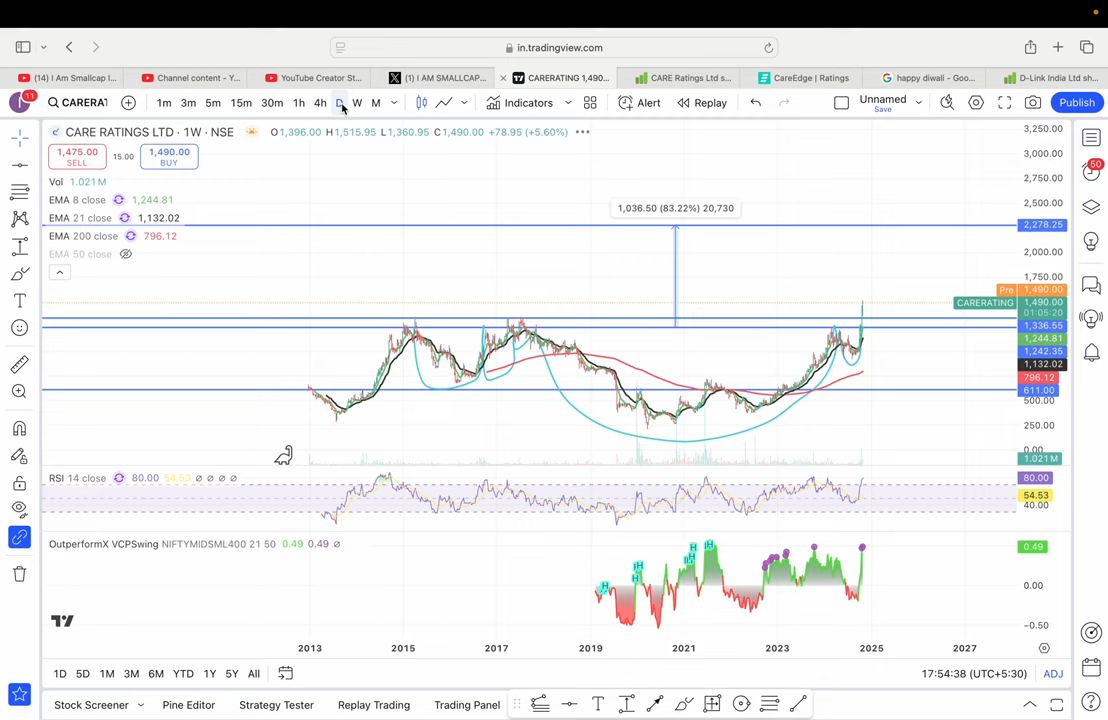 in.tradingview.com
(14) I Am Smallcap I...
Channel content - Y...
YouTube Creator St...
(1) I AM SMALLCAP...
CARERATING 1,490...
CARE Ratings Ltd s...
CareEdge | Ratings
happy diwali - Goo...
D-Link India Ltd sh...
11
CARERAT
1m 3m 5m 15m 30m 1h 4h D W M
Indicators
Alert
Replay
Unnamed
Save
Publish
CARE RATINGS LTD · 1W · NSE
O1,396.00 H1,515.95 L1,360.95 C1,490.00 +78.95 (+5.60%)
1,475.00
SELL
15.00
1,490.00
BUY
Vol 1.021M
EMA 8 close 1,244.81
EMA 21 close 1,132.02
EMA 200 close 796.12
EMA 50 close
1,036.50 (83.22%) 20,730
3,250.00
3,000.00
2,750.00
2,500.00
2,278.25
2,000.00
1,750.00
Pre 1,490.00
CARERATING 1,490.00
01:05:20
1,336.55
1,244.81
1,242.35
1,132.02
796.12
611.00
500.00
250.00
0.00
1.021M
50
RSI 14 close 80.00 54.53 ∅ ∅ ∅ ∅
80.00
54.53
40.00
OutperformX VCPSwing NIFTYMIDSML400 21 50 0.49 0.49 ∅
H H H H H H H
0.49
0.00
−0.50
2013 2015 2017 2019 2021 2023 2025 2027
1D 5D 1M 3M 6M YTD 1Y 5Y All
17:54:38 (UTC+5:30)
ADJ
Stock Screener
Pine Editor
Strategy Tester
Replay Trading
Trading Panel